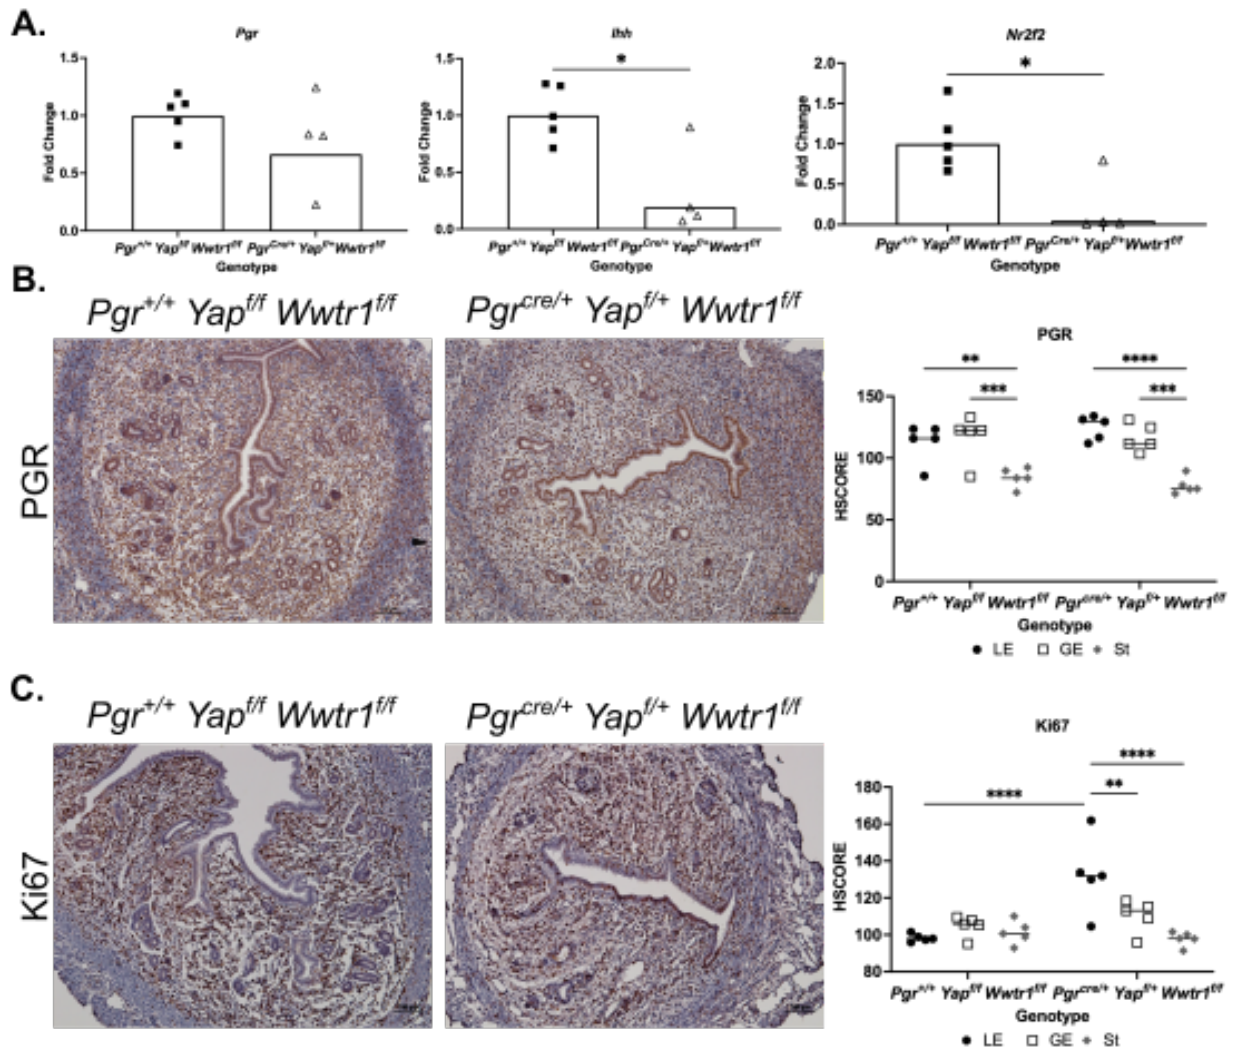 A.
Pgr
Ihh
Nr2f2
Fold Change
1.5
1.0
0.5
0.0
Pgr+/+ Yapf/f Wwtr1f/f
PgrCre/+ Yapf/+Wwtr1f/f
Genotype
*
Fold Change
1.5
1.0
0.5
0.0
Pgr+/+ Yapf/f Wwtr1f/f
PgrCre/+ Yapf/+Wwtr1f/f
Genotype
*
Fold Change
2.0
1.5
1.0
0.5
0.0
Pgr+/+ Yapf/f Wwtr1f/f
PgrCre/+ Yapf/+Wwtr1f/f
Genotype
B.
Pgr+/+ Yapf/f Wwtr1f/f
Pgrcre/+ Yapf/+ Wwtr1f/f
PGR
PGR
** ****
*** ***
HSCORE
150
100
50
0
Pgr+/+ Yapf/f Wwtr1f/f
Pgrcre/+ Yapf/+ Wwtr1f/f
Genotype
LE GE St
C.
Pgr+/+ Yapf/f Wwtr1f/f
Pgrcre/+ Yapf/+ Wwtr1f/f
Ki67
Ki67
****
**
****
HSCORE
180
160
140
120
100
80
Pgr+/+ Yapf/f Wwtr1f/f
Pgrcre/+ Yapf/+ Wwtr1f/f
Genotype
LE GE St